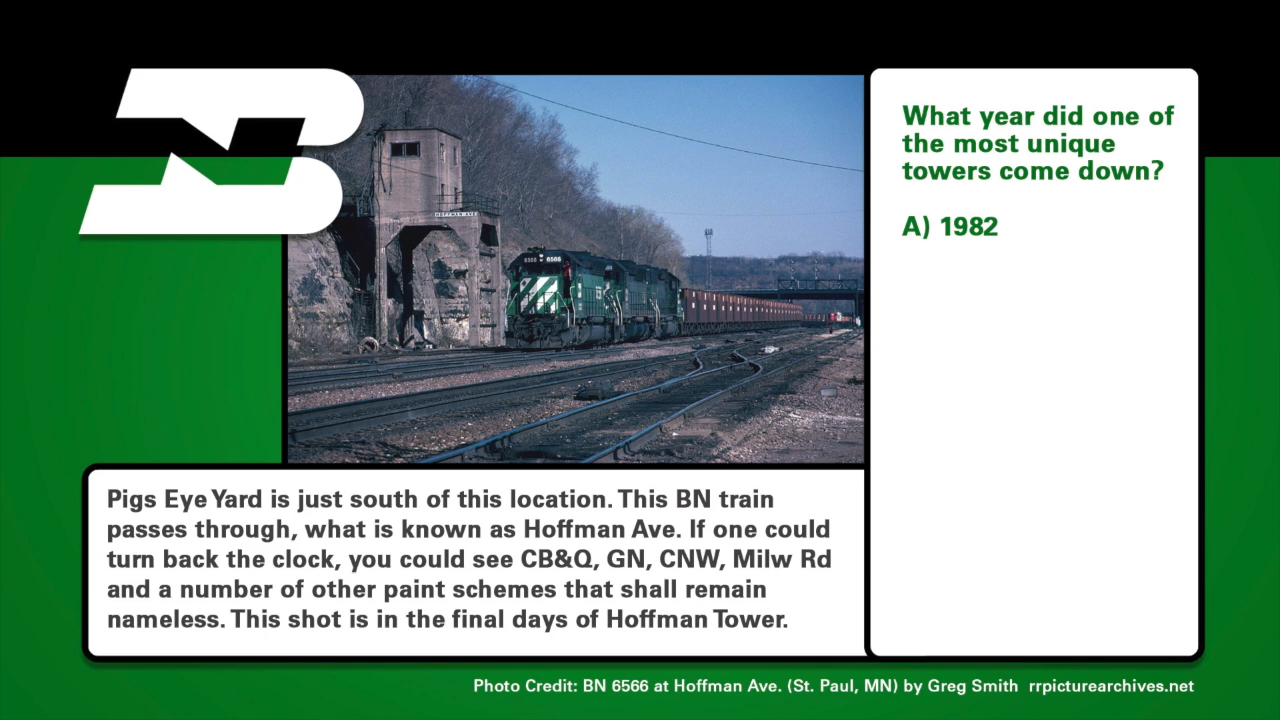 HOFFMAN AVE
6566 6566
What year did one of
the most unique
towers come down?
A) 1982
Pigs Eye Yard is just south of this location. This BN train
passes through, what is known as Hoffman Ave. If one could
turn back the clock, you could see CB&Q, GN, CNW, Milw Rd
and a number of other paint schemes that shall remain
nameless. This shot is in the final days of Hoffman Tower.
Photo Credit: BN 6566 at Hoffman Ave. (St. Paul, MN) by Greg Smith rrpicturearchives.net